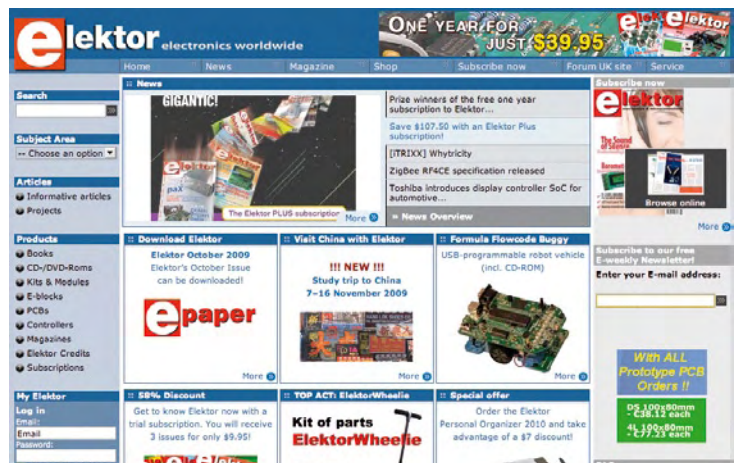 elektor electronics worldwide
ONE YEAR FOR
JUST $39.95
Home News Magazine Shop Subscribe now Forum UK site Service
Search
Subject Area
-- Choose an option
Articles
Informative articles
Projects
Products
Books
CD-/DVD-Roms
Kits & Modules
E-blocks
PCBs
Controllers
Magazines
Elektor Credits
Subscriptions
My Elektor
Log in
Email:
Email
Password:
:: News
GIGANTIC!
The Elektor PLUS subscription
More
Prize winners of the free one year
subscription to Elektor...
Save $107.50 with an Elektor Plus
subscription!
[iTRIXX] Whytricity
ZigBee RF4CE specification released
Toshiba introduces display controller SoC for
automotive...
» News Overview
:: Download Elektor
Elektor October 2009
Elektor's October Issue
can be downloaded!
e paper
More
:: Visit China with Elektor
!!! NEW !!!
Study trip to China
7-16 November 2009
More
:: Formula Flowcode Buggy
USB-programmable robot vehicle
(incl. CD-ROM)
More
:: 58% Discount
Get to know Elektor now with a
trial subscription. You will receive
3 issues for only $9.95!
:: TOP ACT: ElektorWheelie
Kit of parts
ElektorWheelie
:: Special offer
Order the Elektor
Personal Organizer 2010 and take
advantage of a $7 discount!
Subscribe now
elektor
The Sound
of Silence
Browse online
More
Subscribe to our free
E-weekly Newsletter!
Enter your E-mail address:
With ALL
Prototype PCB
Orders !!
DS 100x80mm
- €38.12 each
4L 100x80mm
- €77.23 each